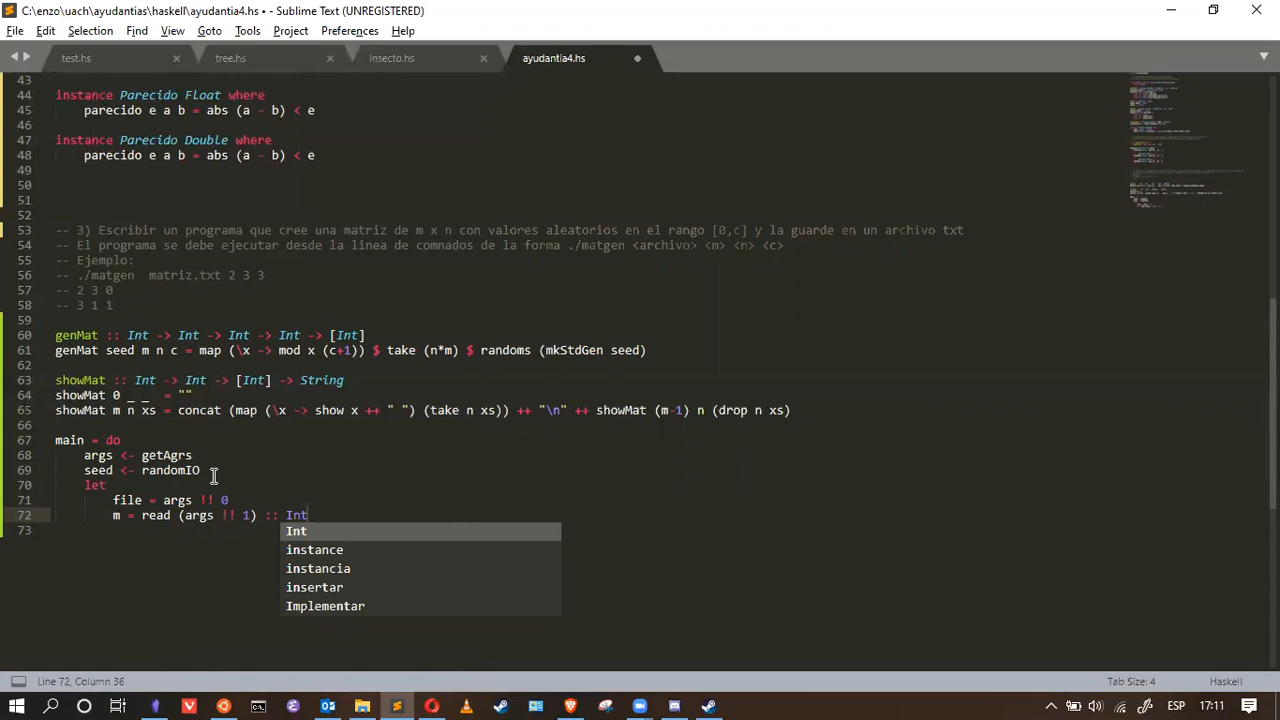 C:\enzo\uach\ayudantias\haskell\ayudantia4.hs • - Sublime Text (UNREGISTERED)
File Edit Selection Find View Goto Tools Project Preferences Help
test.hs tree.hs Insecto.hs ayudantia4.hs
43
44 instance Parecido Float where
45 parecido e a b = abs (a - b) < e
46
47 instance Parecido Double where
48 parecido e a b = abs (a - b) < e
49
50
51
52
53 -- 3) Escribir un programa que cree una matriz de m x n con valores aleatorios en el rango [0,c] y la guarde en un archivo txt
54 -- El programa se debe ejecutar desde la linea de comnados de la forma ./matgen <archivo> <m> <n> <c>
55 -- Ejemplo:
56 -- ./matgen  matriz.txt 2 3 3
57 -- 2 3 0
58 -- 3 1 1
59
60 genMat :: Int -> Int -> Int -> Int -> [Int]
61 genMat seed m n c = map (\x -> mod x (c+1)) $ take (n*m) $ randoms (mkStdGen seed)
62
63 showMat :: Int -> Int -> [Int] -> String
64 showMat 0 _ _  = ""
65 showMat m n xs = concat (map (\x -> show x ++ " ") (take n xs)) ++ "\n" ++ showMat (m-1) n (drop n xs)
66
67 main = do
68 args <- getAgrs
69 seed <- randomIO
70 let
71 file = args !! 0
72 m = read (args !! 1) :: Int
73
Int
instance
instancia
insertar
Implementar
Line 72, Column 36 Tab Size: 4 Haskell
ESP 17:11